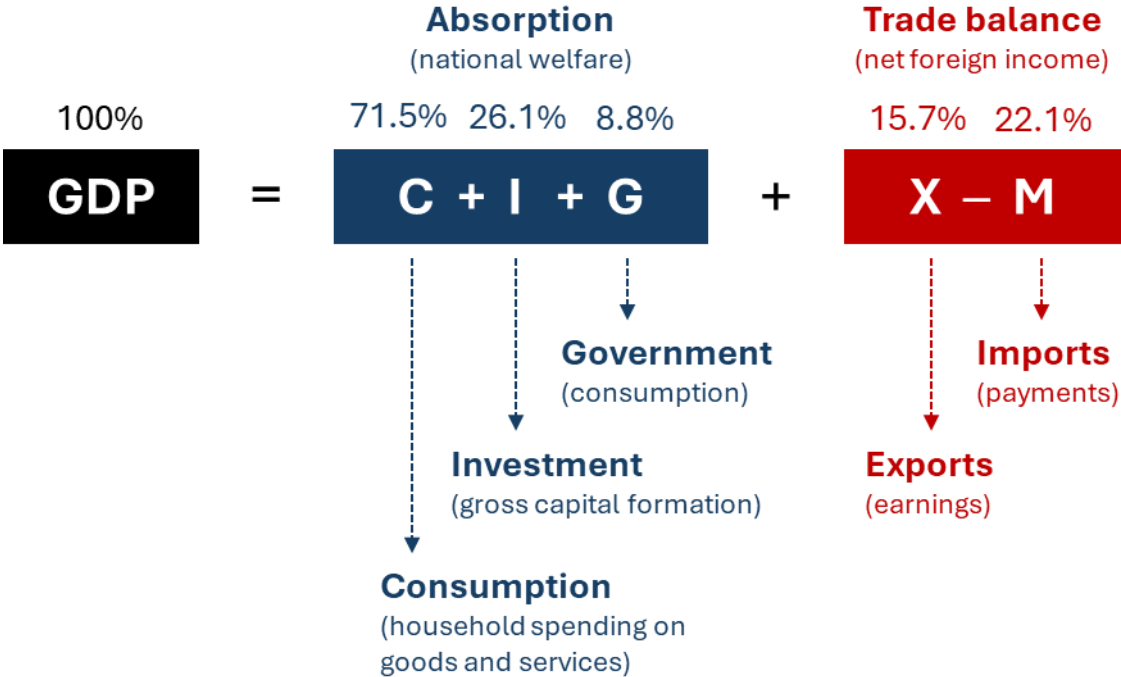 Absorption
(national welfare)
Trade balance
(net foreign income)
100%
71.5% 26.1% 8.8%
15.7% 22.1%
GDP = C + I + G + X – M
Government
(consumption)
Imports
(payments)
Investment
(gross capital formation)
Exports
(earnings)
Consumption
(household spending on
goods and services)